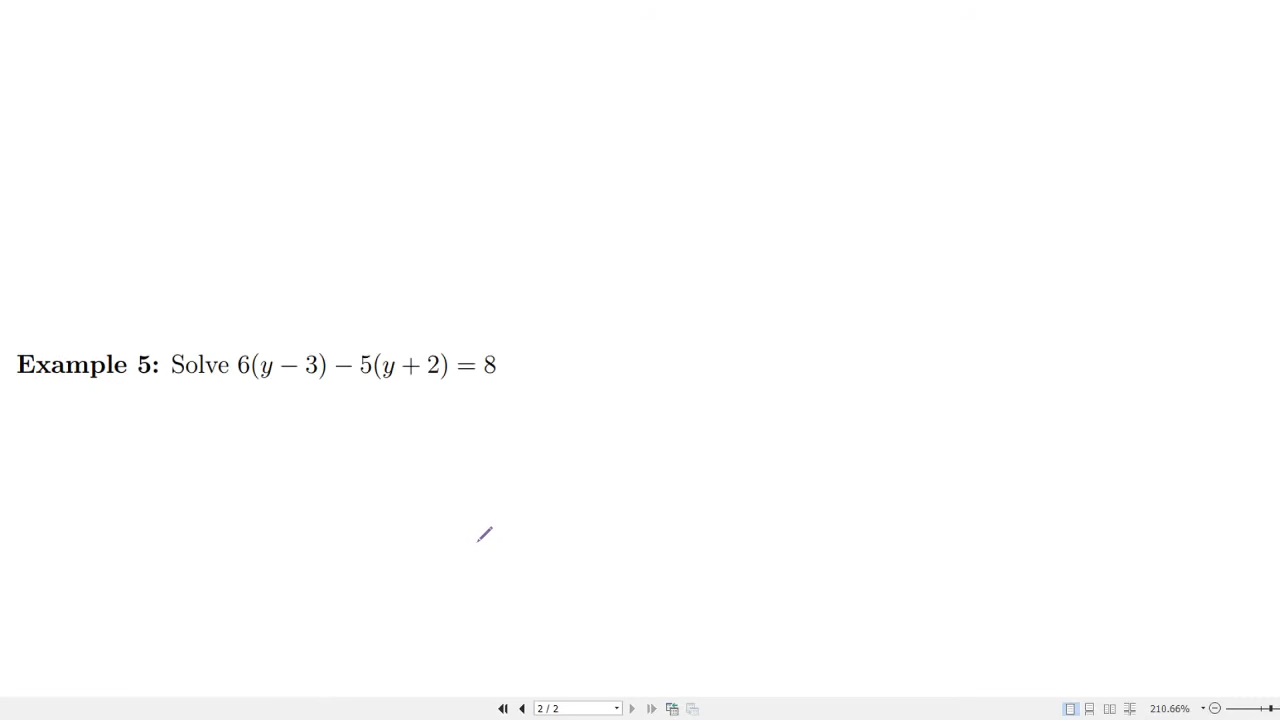 Example 5: Solve 6(y − 3) − 5(y + 2) = 8
2 / 2
210.66%